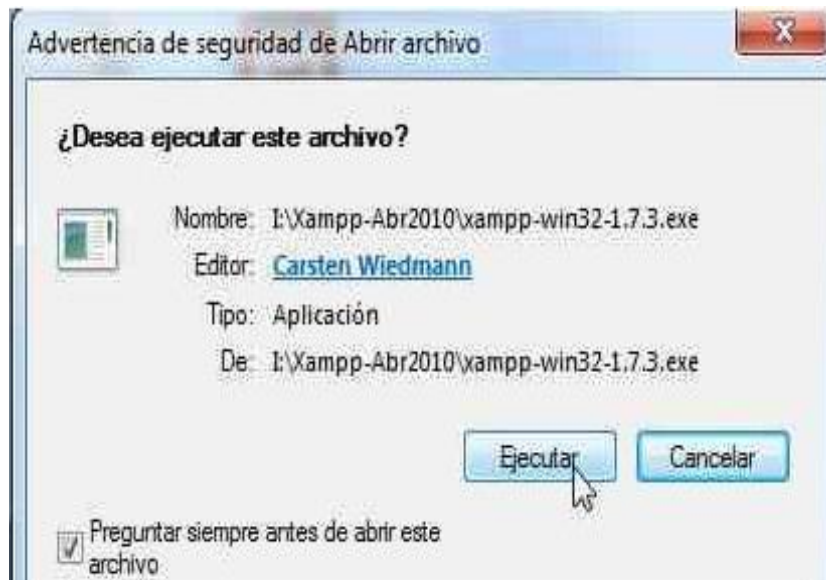 Advertencia de seguridad de Abrir archivo
¿Desea ejecutar este archivo?
Nombre: I:\Xampp-Abr2010\xampp-win32-1.7.3.exe
Editor: Carsten Wiedmann
Tipo: Aplicación
De: I:\Xampp-Abr2010\xampp-win32-1.7.3.exe
Ejecutar Cancelar
Preguntar siempre antes de abrir este
archivo